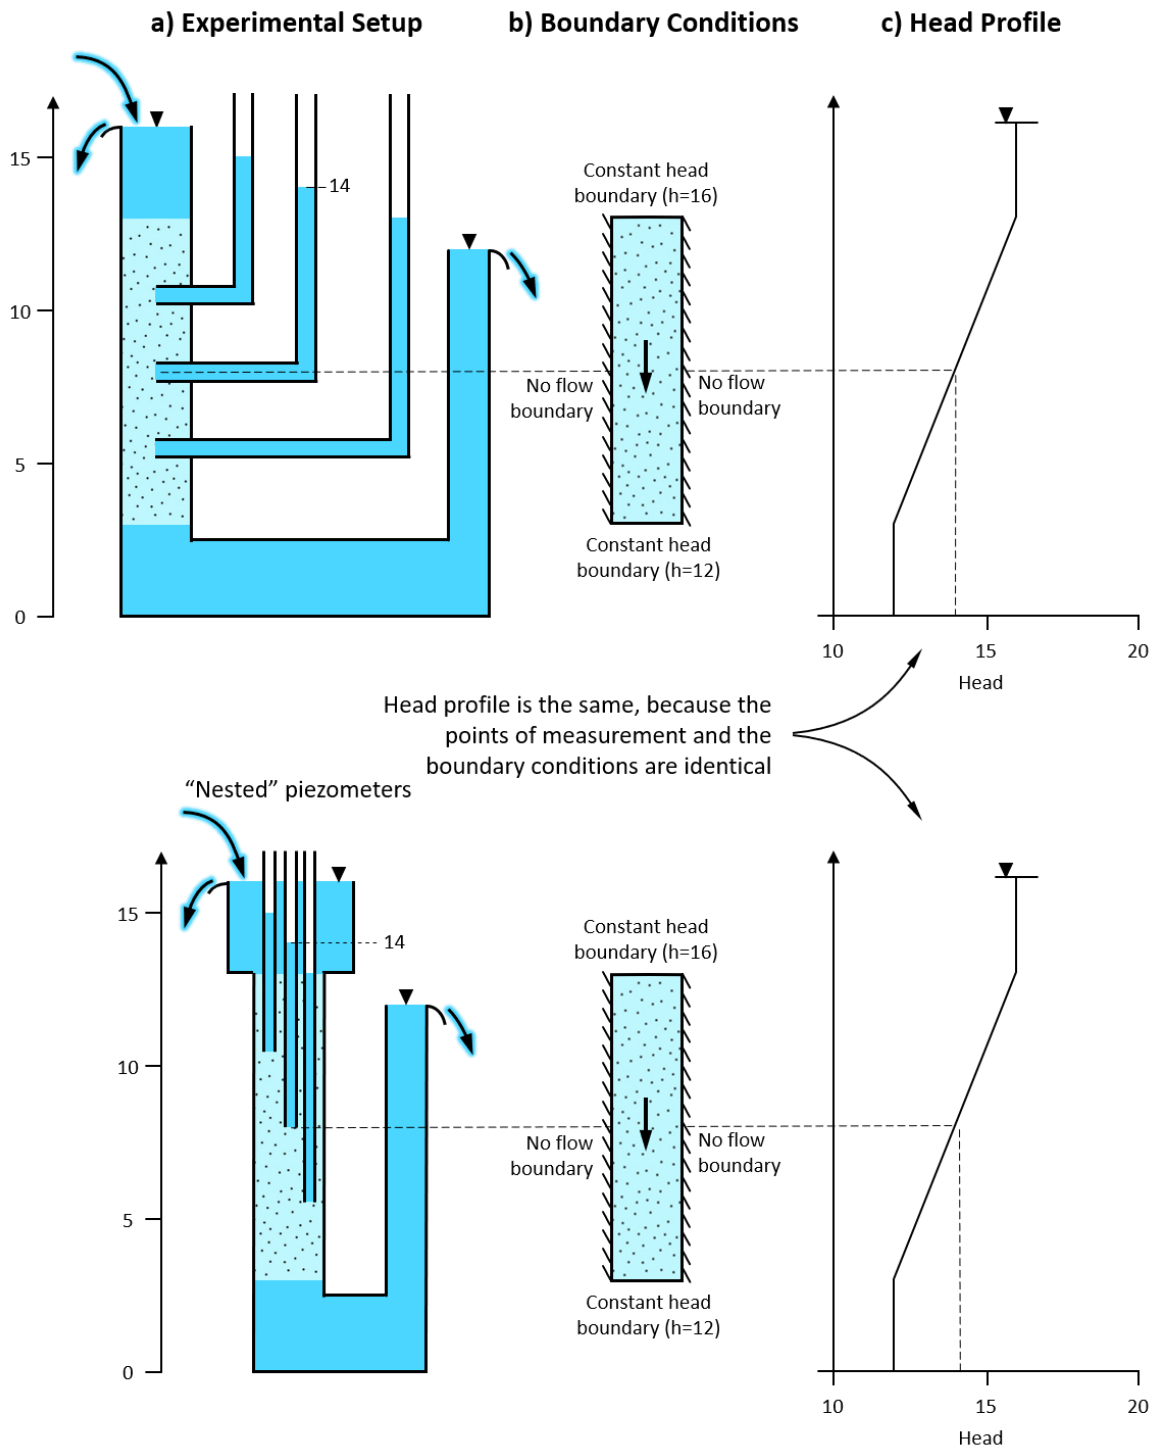 a) Experimental Setup
b) Boundary Conditions
c) Head Profile
15
10
5
0
14
Constant head
boundary (h=16)
No flow
boundary
No flow
boundary
Constant head
boundary (h=12)
10
15
20
Head
Head profile is the same, because the
points of measurement and the
boundary conditions are identical
“Nested” piezometers
15
10
5
0
14
Constant head
boundary (h=16)
No flow
boundary
No flow
boundary
Constant head
boundary (h=12)
10
15
20
Head